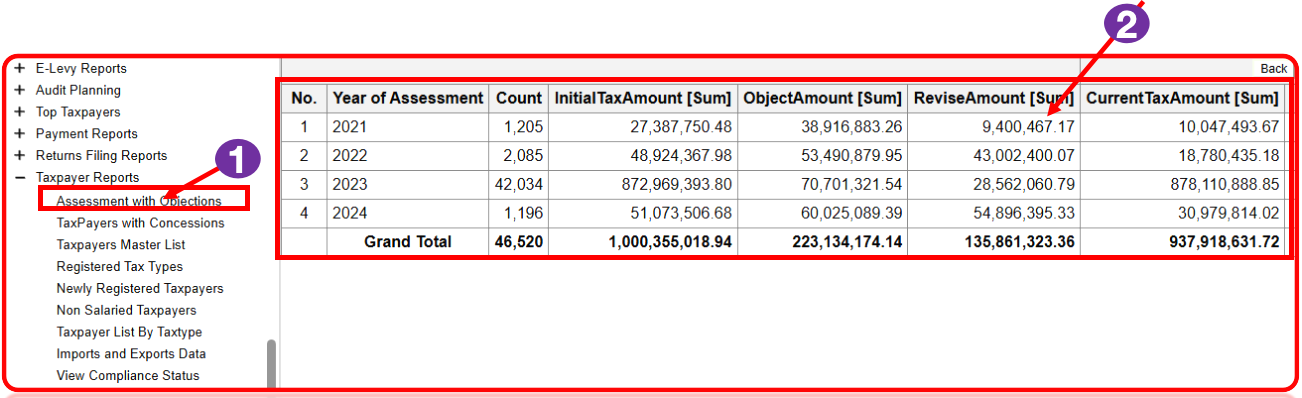 2
Back
+ E-Levy Reports
+ Audit Planning
+ Top Taxpayers
+ Payment Reports
+ Returns Filing Reports
1
− Taxpayer Reports
Assessment with Objections
TaxPayers with Concessions
Taxpayers Master List
Registered Tax Types
Newly Registered Taxpayers
Non Salaried Taxpayers
Taxpayer List By Taxtype
Imports and Exports Data
View Compliance Status
No. Year of Assessment Count InitialTaxAmount [Sum] ObjectAmount [Sum] ReviseAmount [Sum] CurrentTaxAmount [Sum]
1 2021 1,205 27,387,750.48 38,916,883.26 9,400,467.17 10,047,493.67
2 2022 2,085 48,924,367.98 53,490,879.95 43,002,400.07 18,780,435.18
3 2023 42,034 872,969,393.80 70,701,321.54 28,562,060.79 878,110,888.85
4 2024 1,196 51,073,506.68 60,025,089.39 54,896,395.33 30,979,814.02
Grand Total 46,520 1,000,355,018.94 223,134,174.14 135,861,323.36 937,918,631.72